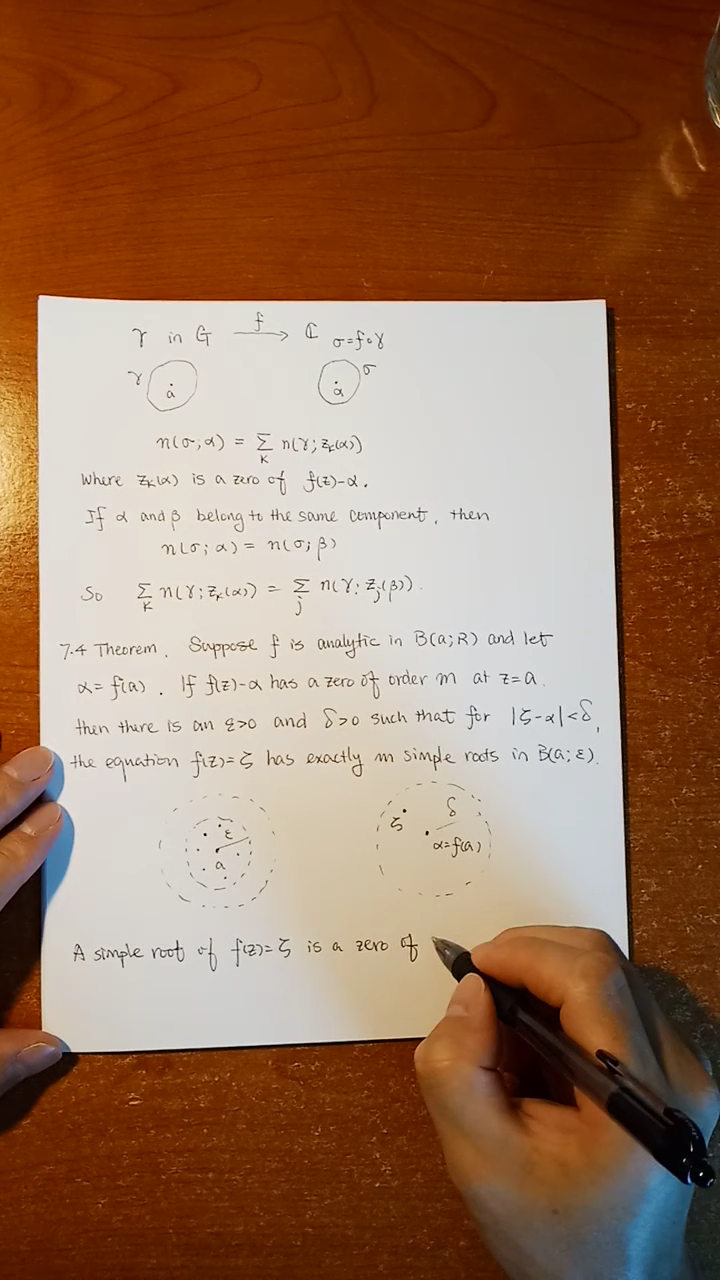 γ in G —f→ ℂ σ=f∘γ
γ a α σ
n(σ;α) = Σ_k n(γ;z_k(α))
where z_k(α) is a zero of f(z)-α.
If α and β belong to the same component, then
n(σ;α) = n(σ;β)
So Σ_k n(γ;z_k(α)) = Σ_j n(γ;z_j(β)).
7.4 Theorem. Suppose f is analytic in B(a;R) and let
α=f(a). If f(z)-α has a zero of order m at z=a
then there is an ε>0 and δ>0 such that for |ζ-α|<δ,
the equation f(z)=ζ has exactly m simple roots in B(a;ε).
ε a ζ δ α=f(a)
A simple root of f(z)=ζ is a zero of